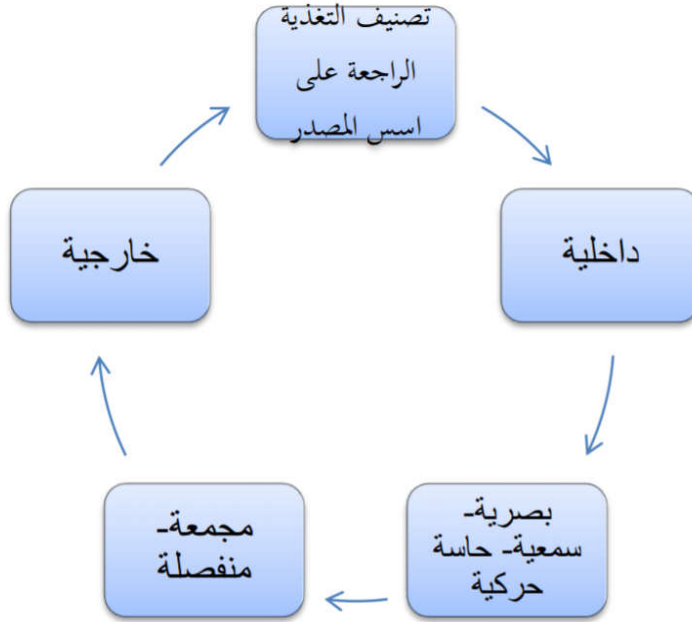 تصنيف التغذية
الراجعة على
اسس المصدر
داخلية
بصرية-
سمعية- حاسة
حركية
مجمعة-
منفصلة
خارجية